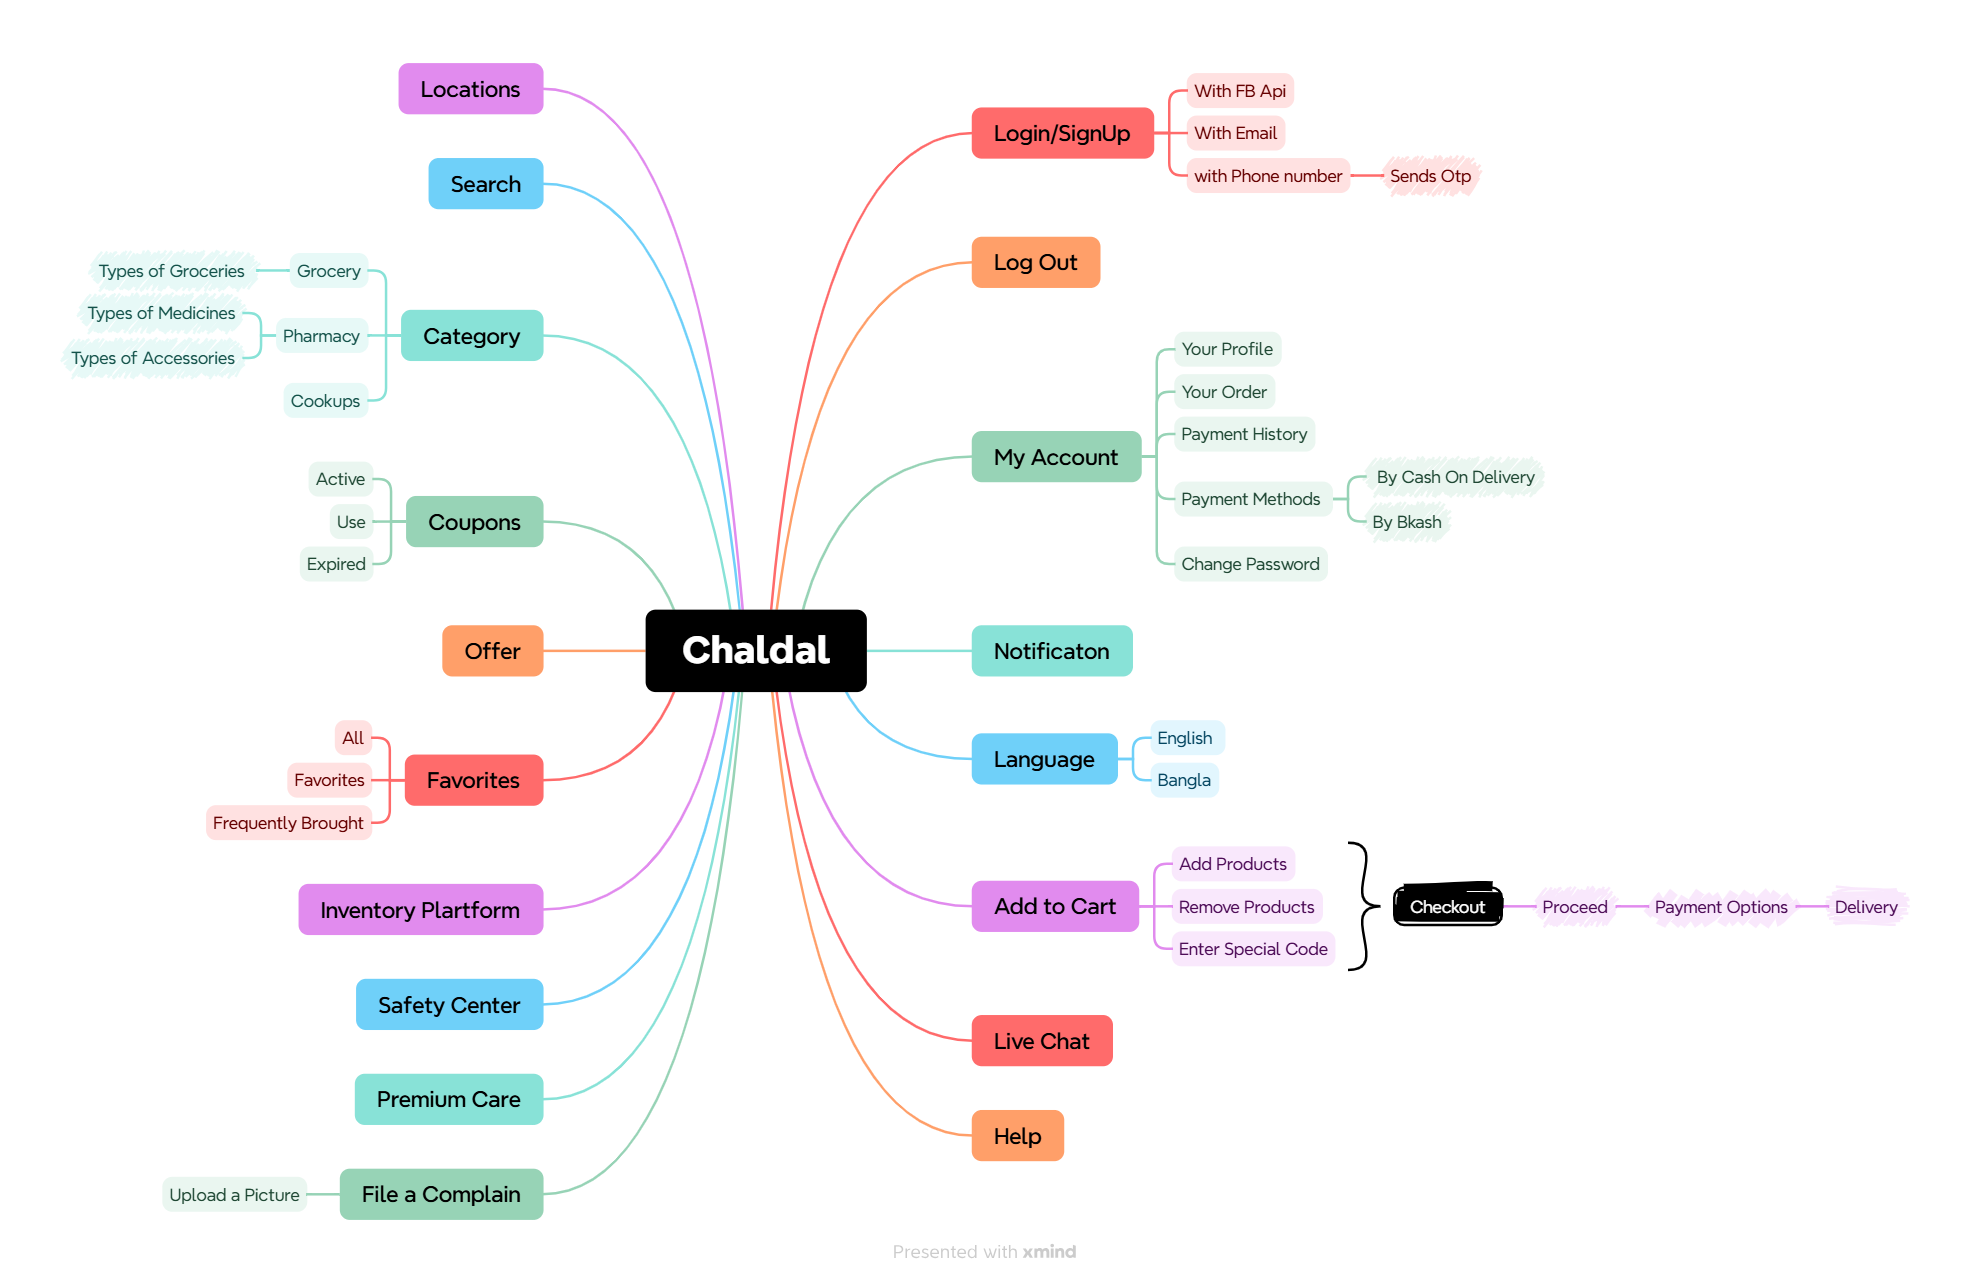 Locations
Search
Types of Groceries
Grocery
Types of Medicines
Types of Accessories
Pharmacy
Cookups
Category
Active
Use
Expired
Coupons
Offer
All
Favorites
Frequently Brought
Favorites
Inventory Plartform
Safety Center
Premium Care
Upload a Picture
File a Complain
Chaldal
Login/SignUp
With FB Api
With Email
with Phone number
Sends Otp
Log Out
My Account
Your Profile
Your Order
Payment History
Payment Methods
By Cash On Delivery
By Bkash
Change Password
Notificaton
Language
English
Bangla
Add to Cart
Add Products
Remove Products
Enter Special Code
Checkout
Proceed
Payment Options
Delivery
Live Chat
Help
Presented with xmind